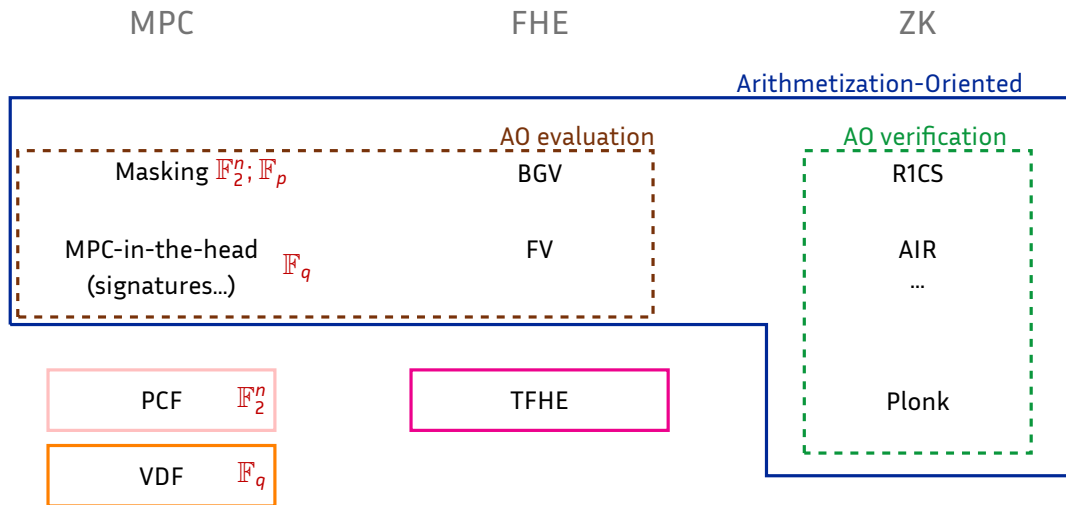 MPC FHE ZK
Arithmetization-Oriented
AO evaluation AO verification
Masking 𝔽₂ⁿ; 𝔽ₚ BGV R1CS
MPC-in-the-head FV AIR
(signatures…) 𝔽_q …
PCF 𝔽₂ⁿ TFHE Plonk
VDF 𝔽_q